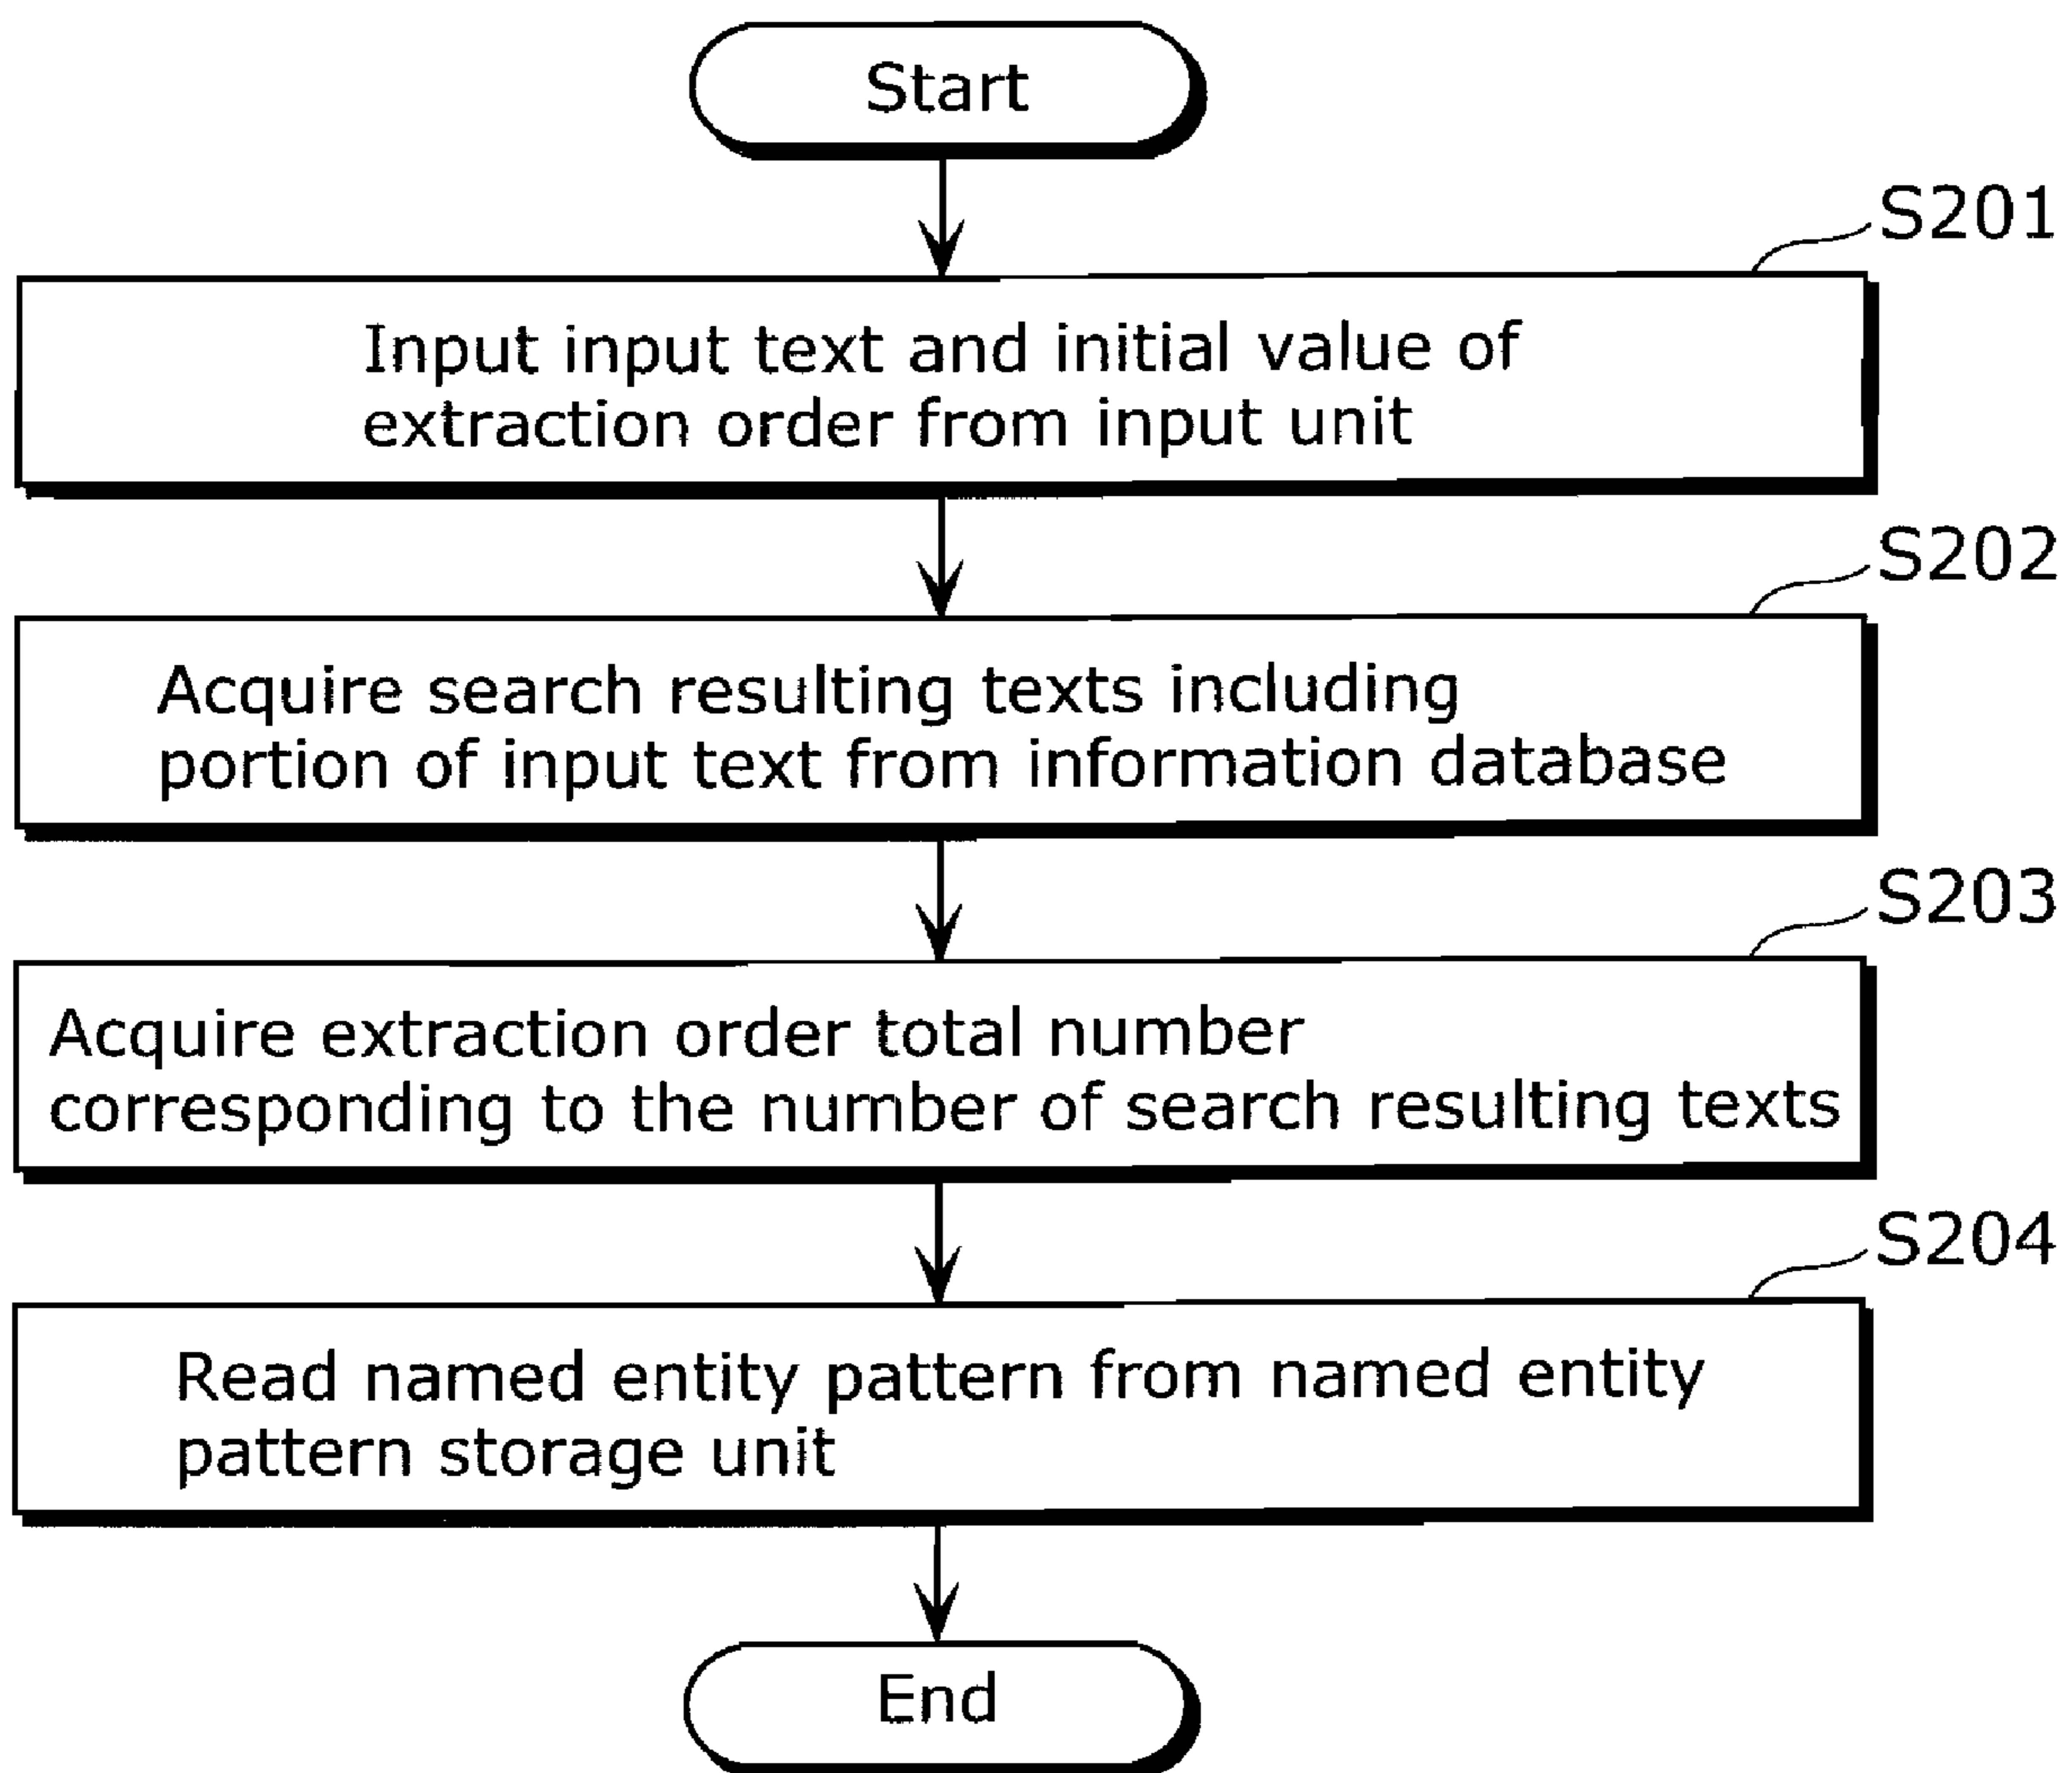 Start
S201
Input input text and initial value of
extraction order from input unit
S202
Acquire search resulting texts including
portion of input text from information database
S203
Acquire extraction order total number
corresponding to the number of search resulting texts
S204
Read named entity pattern from named entity
pattern storage unit
End